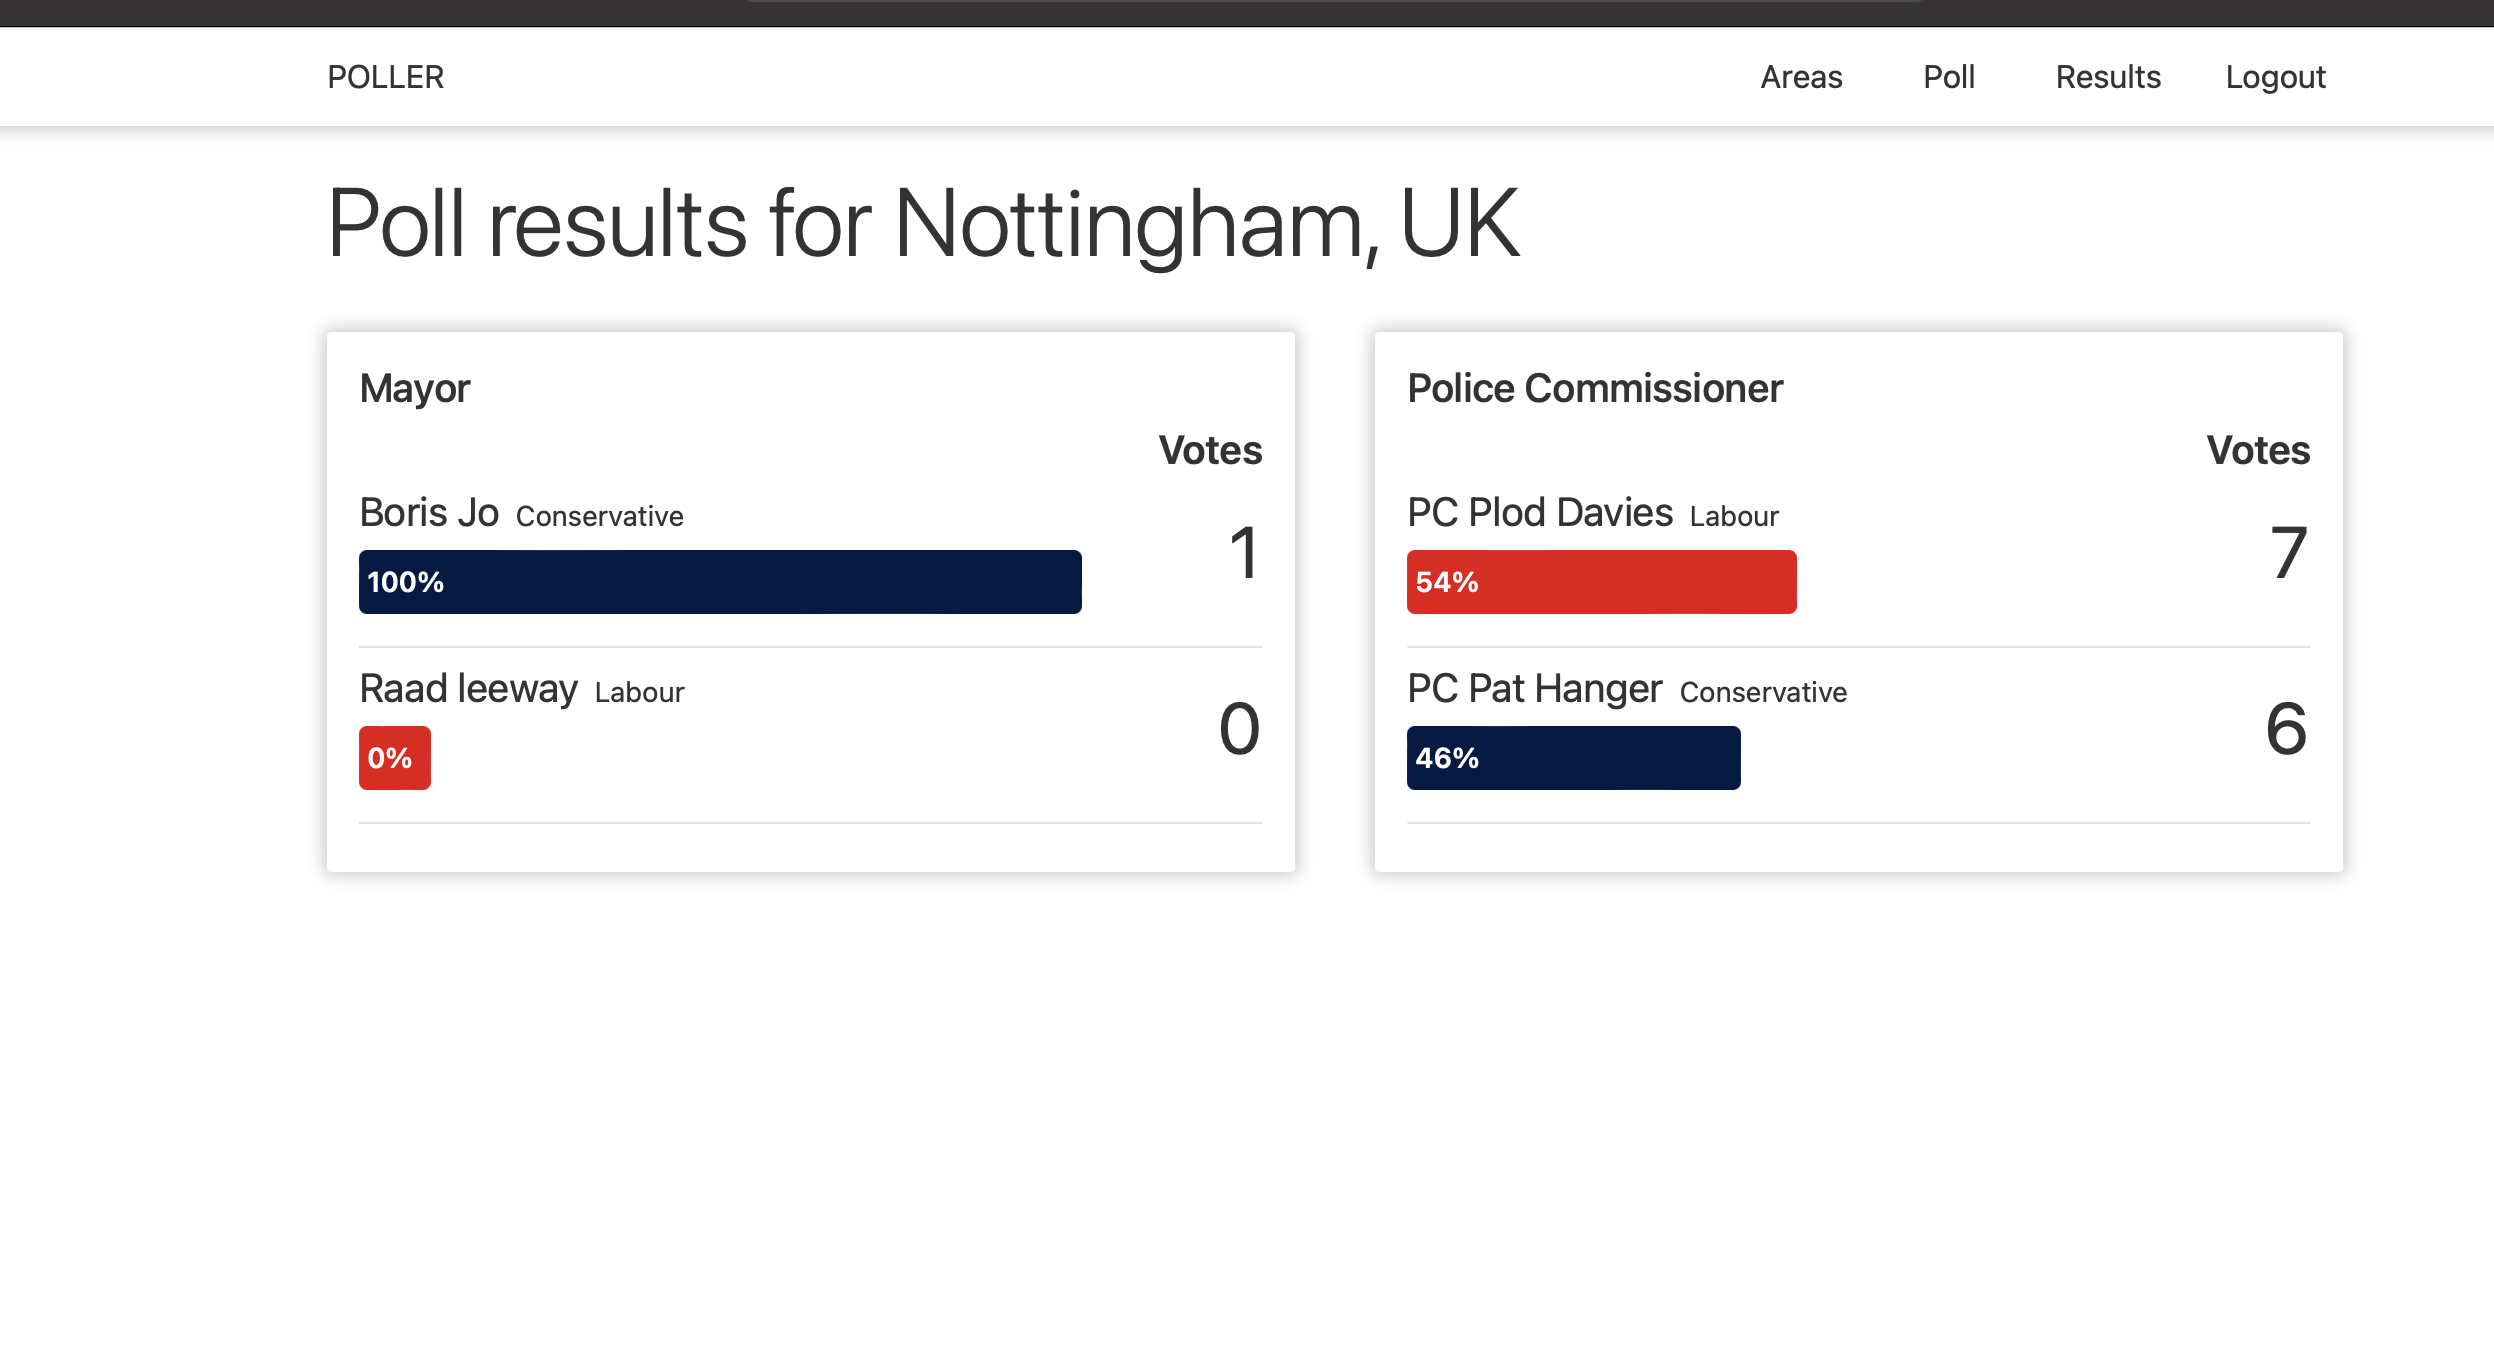 POLLER Areas Poll Results Logout
Poll results for Nottingham, UK
Mayor
Votes
Boris Jo Conservative
100%
1
Raad leeway Labour
0%
0
Police Commissioner
Votes
PC Plod Davies Labour
54%
7
PC Pat Hanger Conservative
46%
6